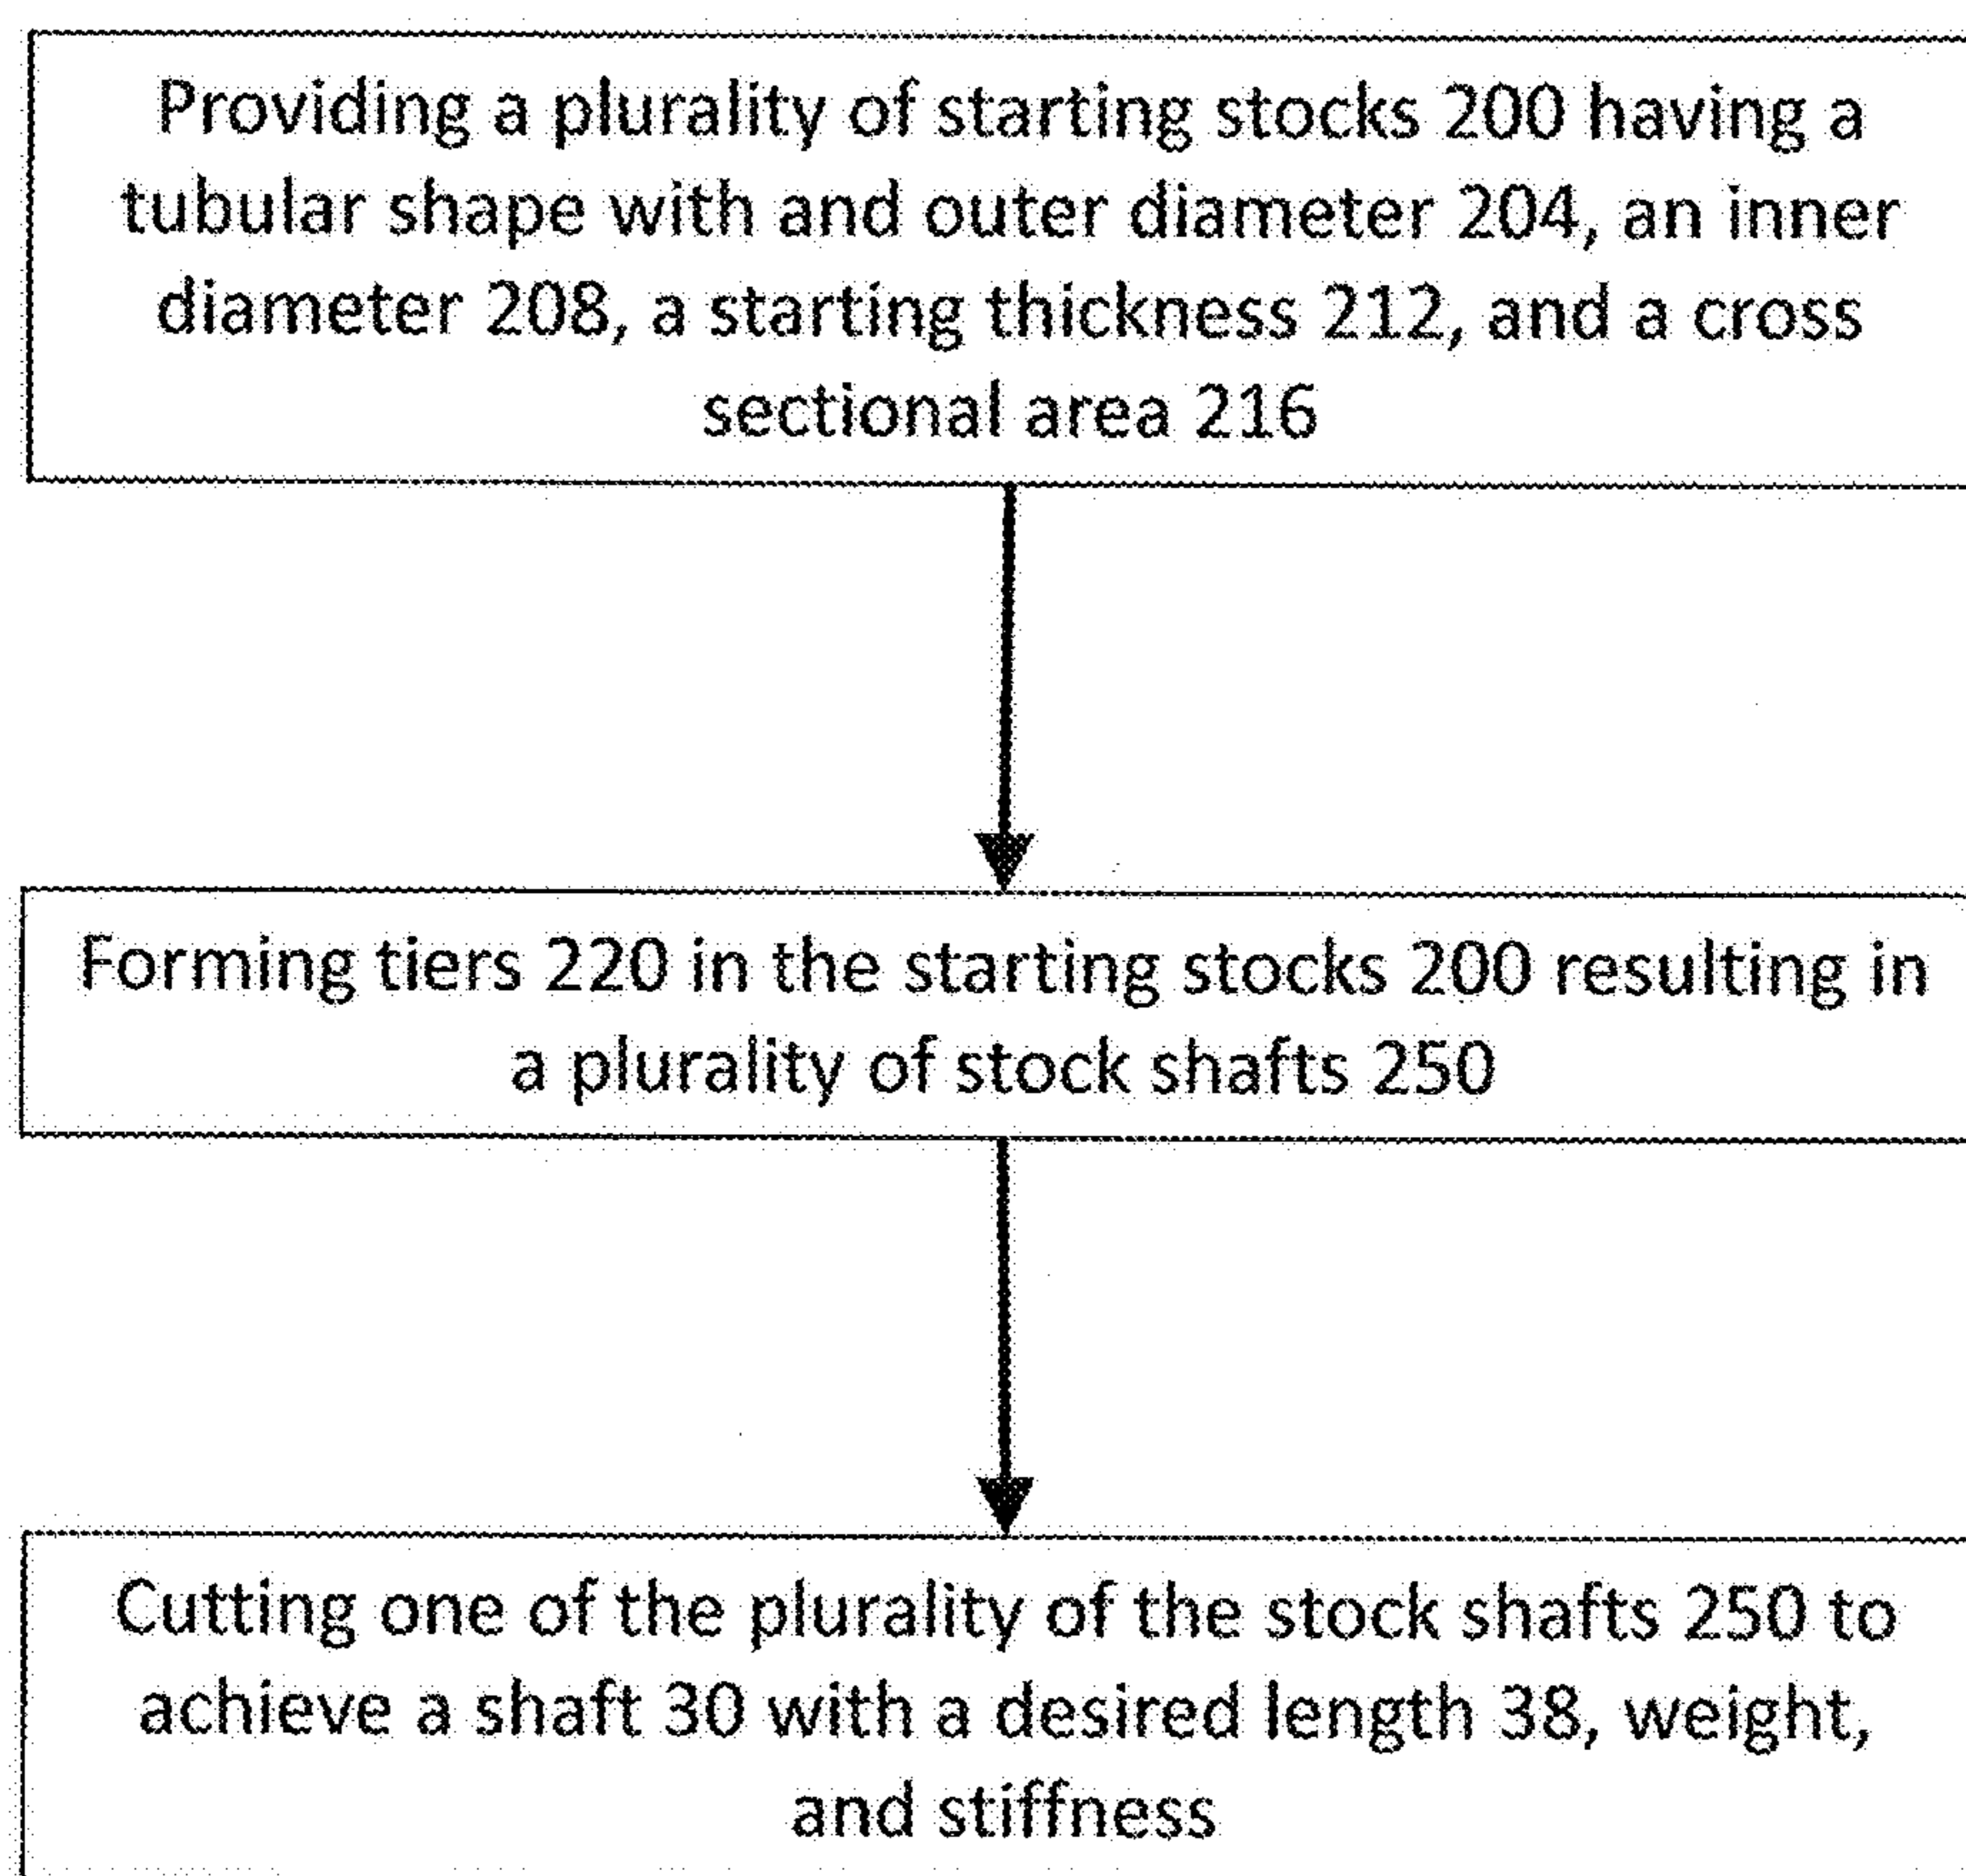 Providing a plurality of starting stocks 200 having a
tubular shape with and outer diameter 204, an inner
diameter 208, a starting thickness 212, and a cross
sectional area 216
Forming tiers 220 in the starting stocks 200 resulting in
a plurality of stock shafts 250
Cutting one of the plurality of the stock shafts 250 to
achieve a shaft 30 with a desired length 38, weight,
and stiffness